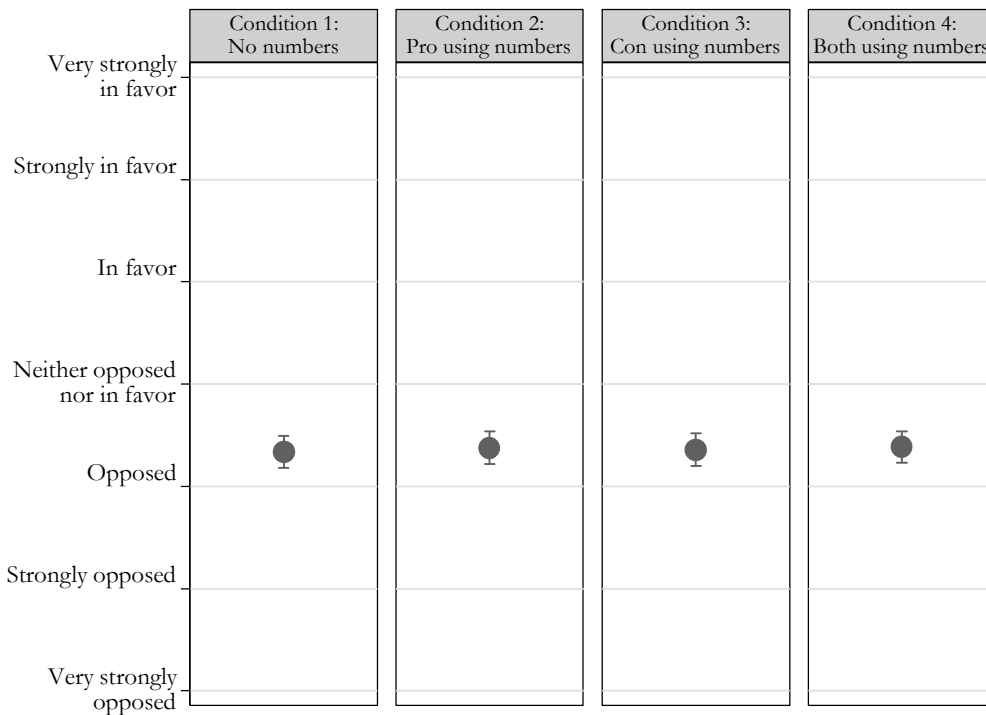 Condition 1:
No numbers
Condition 2:
Pro using numbers
Condition 3:
Con using numbers
Condition 4:
Both using numbers
Very strongly
in favor
Strongly in favor
In favor
Neither opposed
nor in favor
Opposed
Strongly opposed
Very strongly
opposed